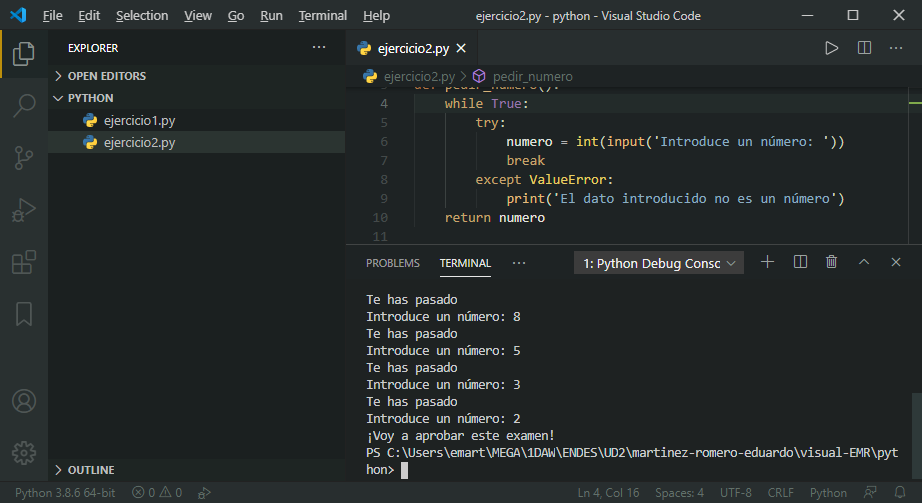 File Edit Selection View Go Run Terminal Help ejercicio2.py - python - Visual Studio Code
EXPLORER
OPEN EDITORS
PYTHON
ejercicio1.py
ejercicio2.py
OUTLINE
ejercicio2.py
ejercicio2.py > pedir_numero
3 def pedir_numero():
4 while True:
5 try:
6 numero = int(input('Introduce un número: '))
7 break
8 except ValueError:
9 print('El dato introducido no es un número')
10 return numero
11
PROBLEMS TERMINAL 1: Python Debug Consc
Te has pasado
Introduce un número: 8
Te has pasado
Introduce un número: 5
Te has pasado
Introduce un número: 3
Te has pasado
Introduce un número: 2
¡Voy a aprobar este examen!
PS C:\Users\emart\MEGA\1DAW\ENDES\UD2\martinez-romero-eduardo\visual-EMR\pyt
hon>
Python 3.8.6 64-bit 0 0 Ln 4, Col 16 Spaces: 4 UTF-8 CRLF Python